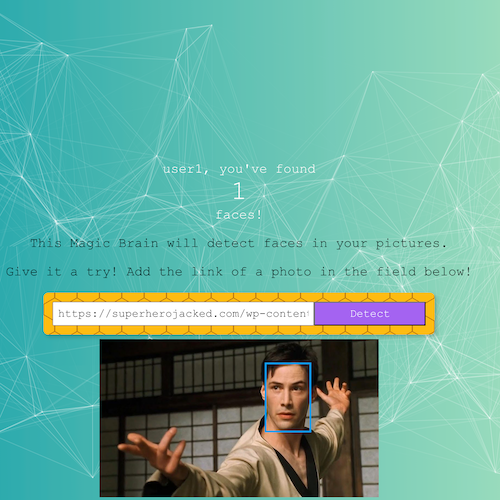 user1, you've found
1
faces!
This Magic Brain will detect faces in your pictures.
Give it a try! Add the link of a photo in the field below!
https://superherojacked.com/wp-content
Detect